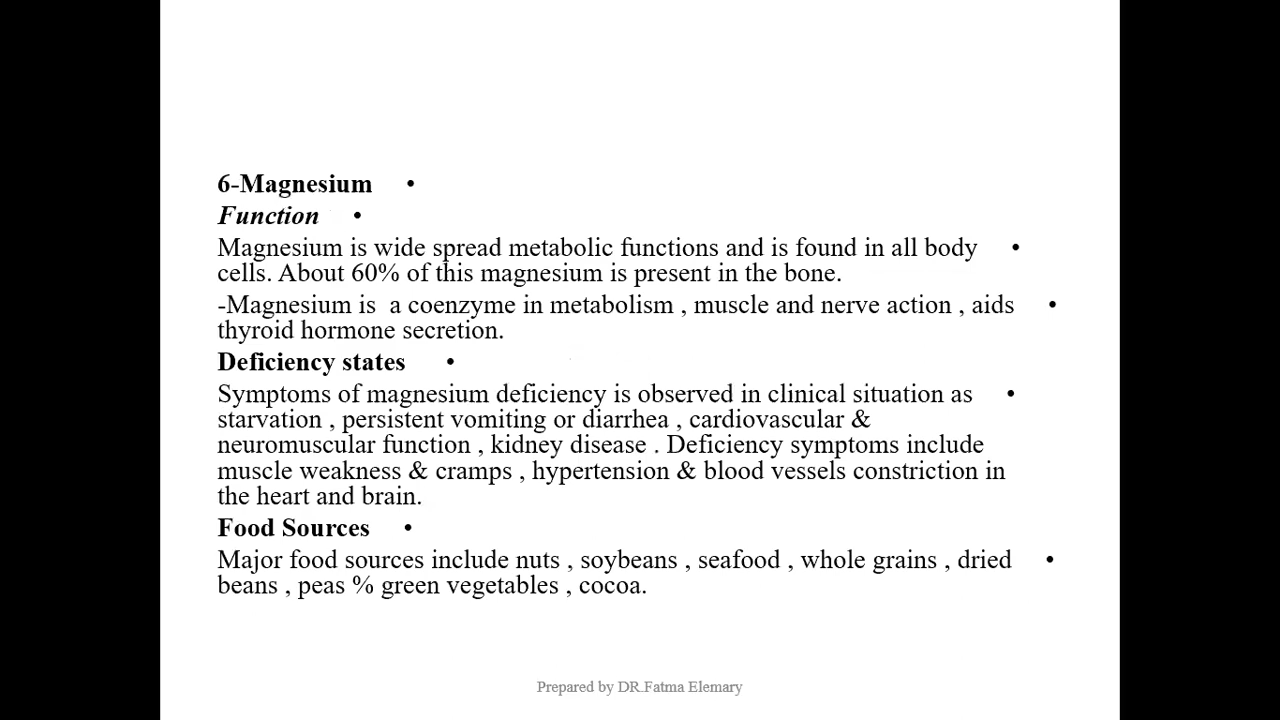 6-Magnesium •
Function •
Magnesium is wide spread metabolic functions and is found in all body •
cells. About 60% of this magnesium is present in the bone.
-Magnesium is  a coenzyme in metabolism , muscle and nerve action , aids •
thyroid hormone secretion.
Deficiency states •
Symptoms of magnesium deficiency is observed in clinical situation as •
starvation , persistent vomiting or diarrhea , cardiovascular &
neuromuscular function , kidney disease . Deficiency symptoms include
muscle weakness & cramps , hypertension & blood vessels constriction in
the heart and brain.
Food Sources •
Major food sources include nuts , soybeans , seafood , whole grains , dried •
beans , peas % green vegetables , cocoa.
Prepared by DR.Fatma Elemary